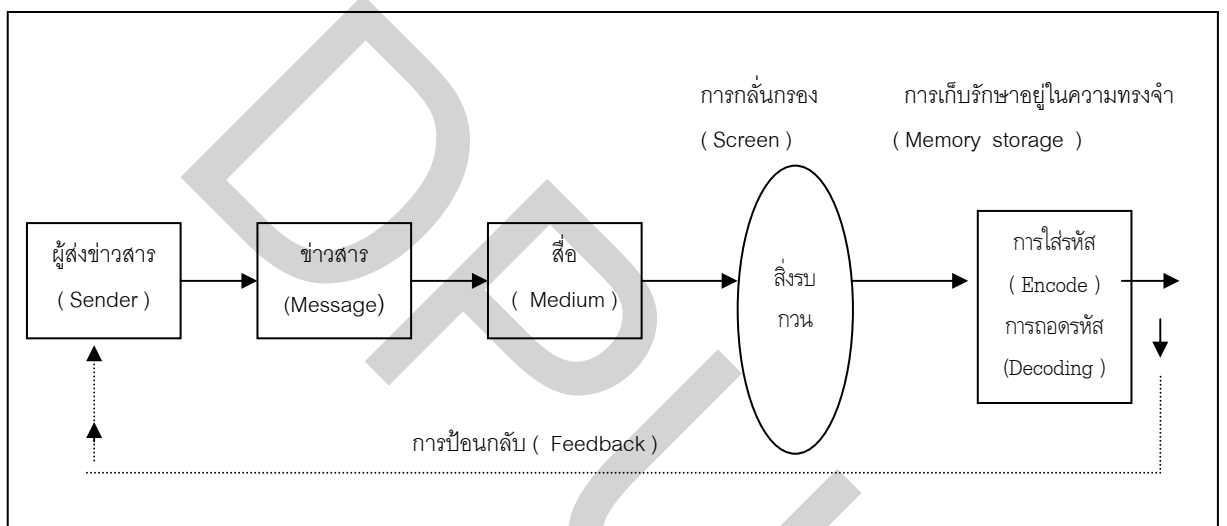 การกลั่นกรอง
( Screen )
การเก็บรักษาอยู่ในความทรงจำ
( Memory storage )
ผู้ส่งข่าวสาร
( Sender )
ข่าวสาร
(Message)
สื่อ
( Medium )
สิ่งรบ
กวน
การใส่รหัส
( Encode )
การถอดรหัส
(Decoding )
การป้อนกลับ ( Feedback )
DPU